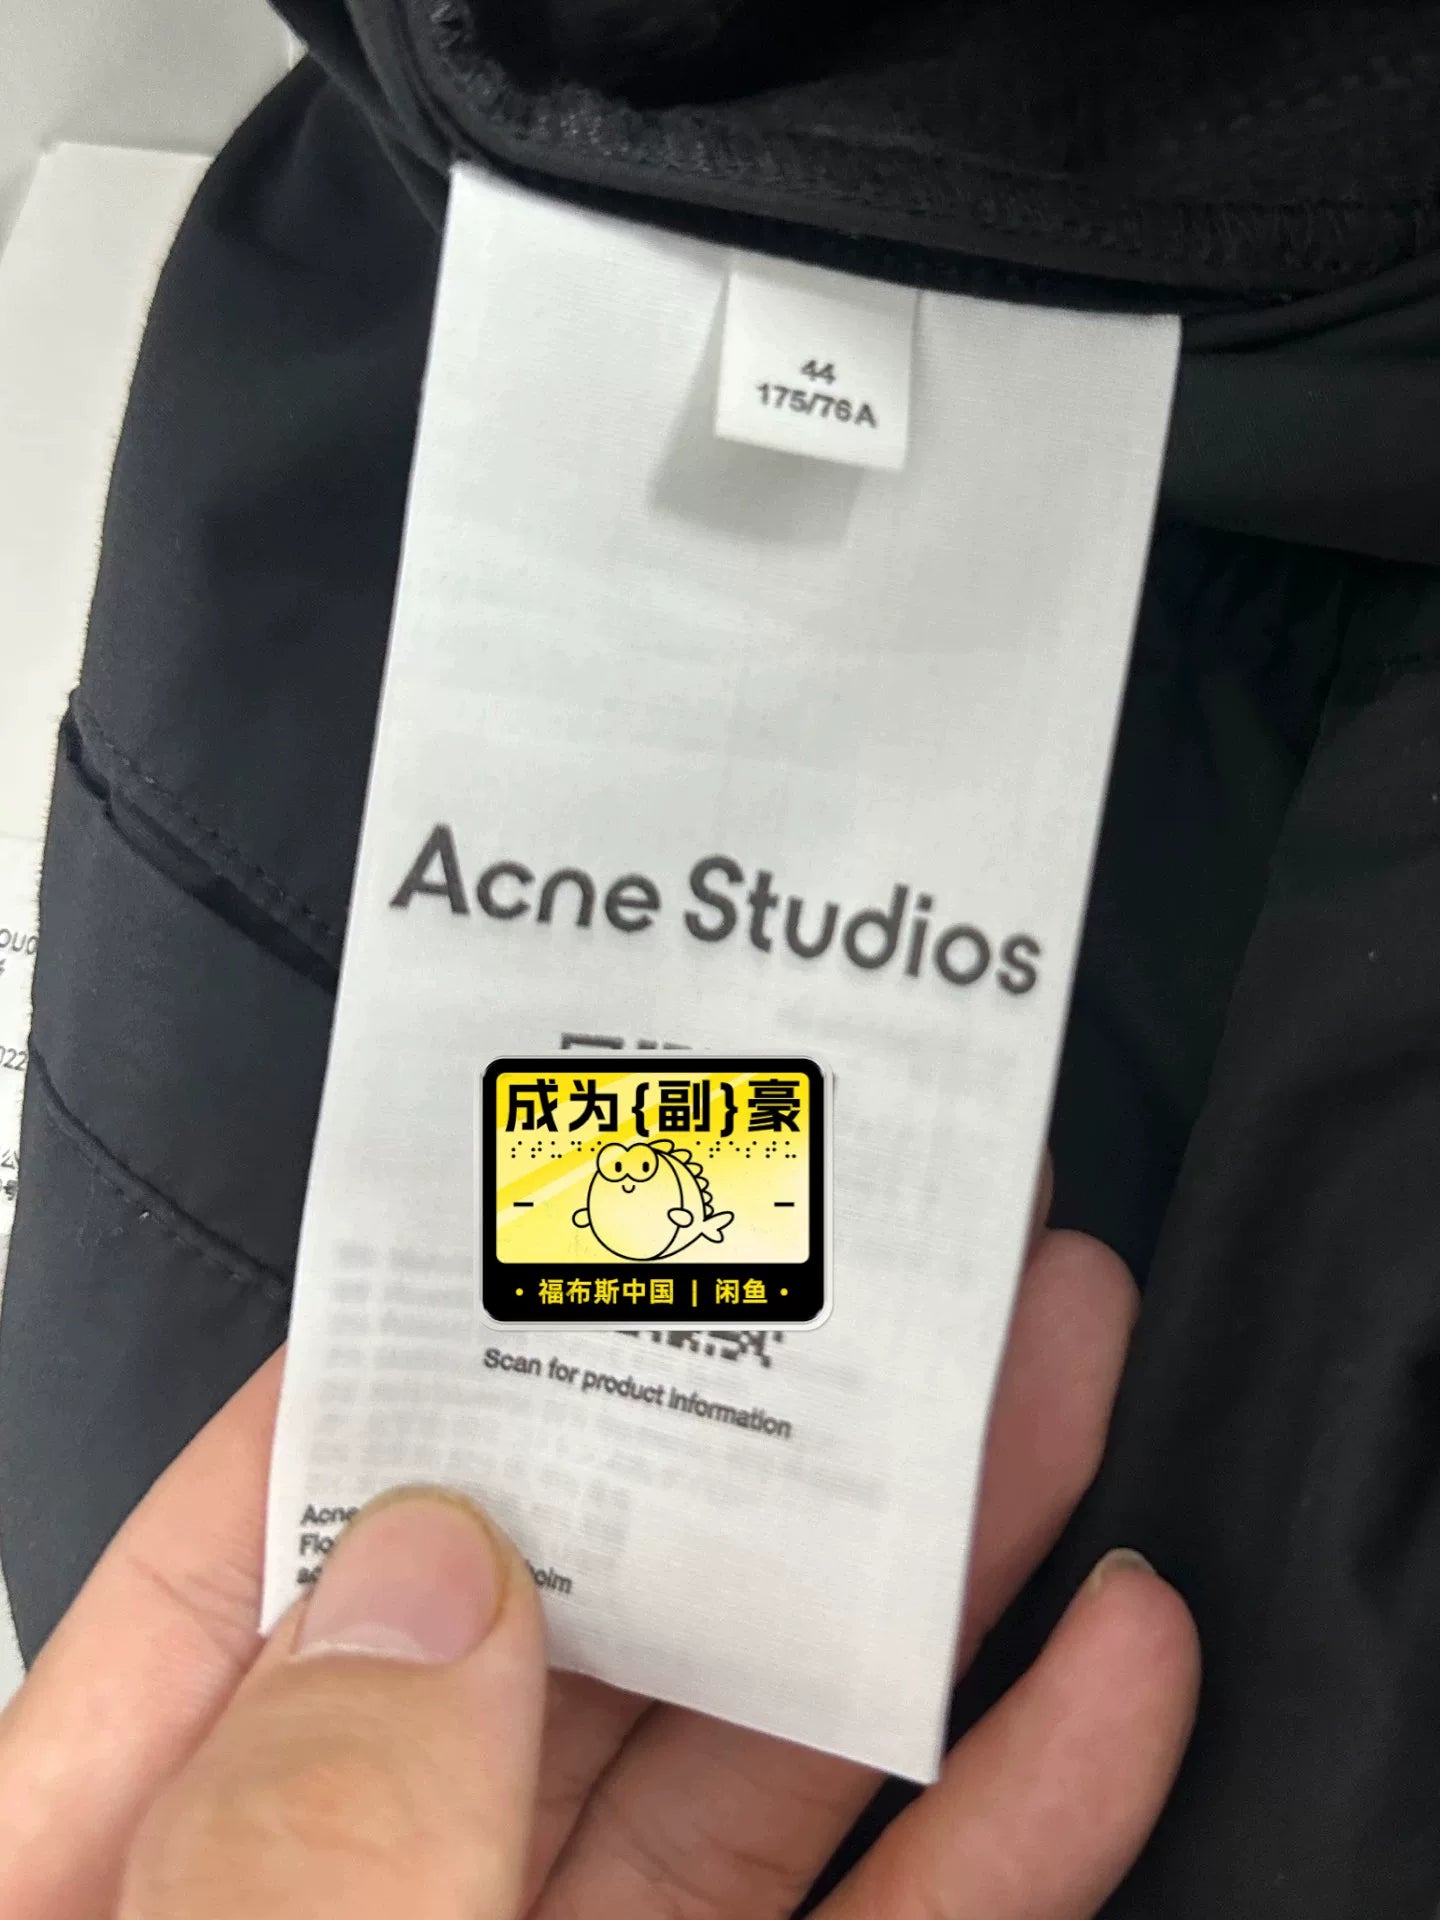 44
175/76A
Acne Studios
成为{副}豪
• 福布斯中国 | 闲鱼 •
Scan for product information
Acne